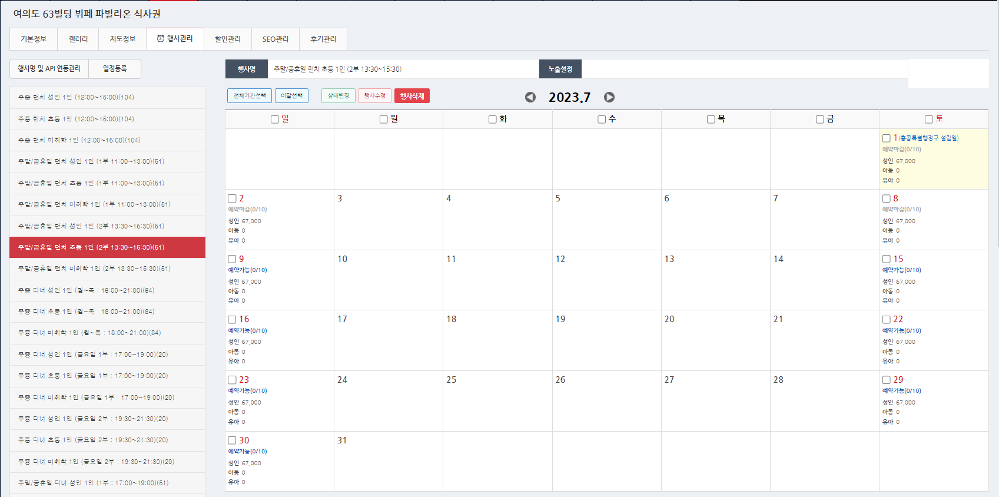 여의도 63빌딩 뷔페 파빌리온 식사권
기본정보 갤러리 지도정보 행사관리 할인관리 SEO관리 후기관리
행사명 및 API 연동관리 일정등록
주중 런치 성인 1인 (12:00~15:00)(104)
주중 런치 초등 1인 (12:00~15:00)(104)
주중 런치 미취학 1인 (12:00~15:00)(104)
주말/공휴일 런치 성인 1인 (1부 11:00~13:00)(51)
주말/공휴일 런치 초등 1인 (1부 11:00~13:00)(51)
주말/공휴일 런치 미취학 1인 (1부 11:00~13:00)(51)
주말/공휴일 런치 성인 1인 (2부 13:30~15:30)(51)
주말/공휴일 런치 초등 1인 (2부 13:30~15:30)(51)
주말/공휴일 런치 미취학 1인 (2부 13:30~15:30)(51)
주중 디너 성인 1인 (월~목 : 18:00~21:00)(84)
주중 디너 초등 1인 (월~목 : 18:00~21:00)(84)
주중 디너 미취학 1인 (월~목 : 18:00~21:00)(84)
주중 디너 성인 1인 (금요일 1부 : 17:00~19:00)(20)
주중 디너 초등 1인 (금요일 1부 : 17:00~19:00)(20)
주중 디너 미취학 1인 (금요일 1부 : 17:00~19:00)(20)
주중 디너 성인 1인 (금요일 2부 : 19:30~21:30)(20)
주중 디너 초등 1인 (금요일 2부 : 19:30~21:30)(20)
주중 디너 미취학 1인 (금요일 2부 : 19:30~21:30)(20)
주말/공휴일 디너 성인 1인 (1부 : 17:00~19:00)(51)
행사명 주말/공휴일 런치 초등 1인 (2부 13:30~15:30) 노출설정
전체기간선택 이달선택 상태변경 행사수정 행사삭제
2023.7
일 월 화 수 목 금 토
1(홍콩특별행정구 설립일)
예약마감(0/10)
성인 67,000
아동 0
유아 0
2 3 4 5 6 7 8
예약마감(0/10) 예약마감(0/10)
성인 67,000 성인 67,000
아동 0 아동 0
유아 0 유아 0
9 10 11 12 13 14 15
예약가능(0/10) 예약가능(0/10)
성인 67,000 성인 67,000
아동 0 아동 0
유아 0 유아 0
16 17 18 19 20 21 22
예약가능(0/10) 예약가능(0/10)
성인 67,000 성인 67,000
아동 0 아동 0
유아 0 유아 0
23 24 25 26 27 28 29
예약가능(0/10) 예약가능(0/10)
성인 67,000 성인 67,000
아동 0 아동 0
유아 0 유아 0
30 31
예약가능(0/10)
성인 67,000
아동 0
유아 0